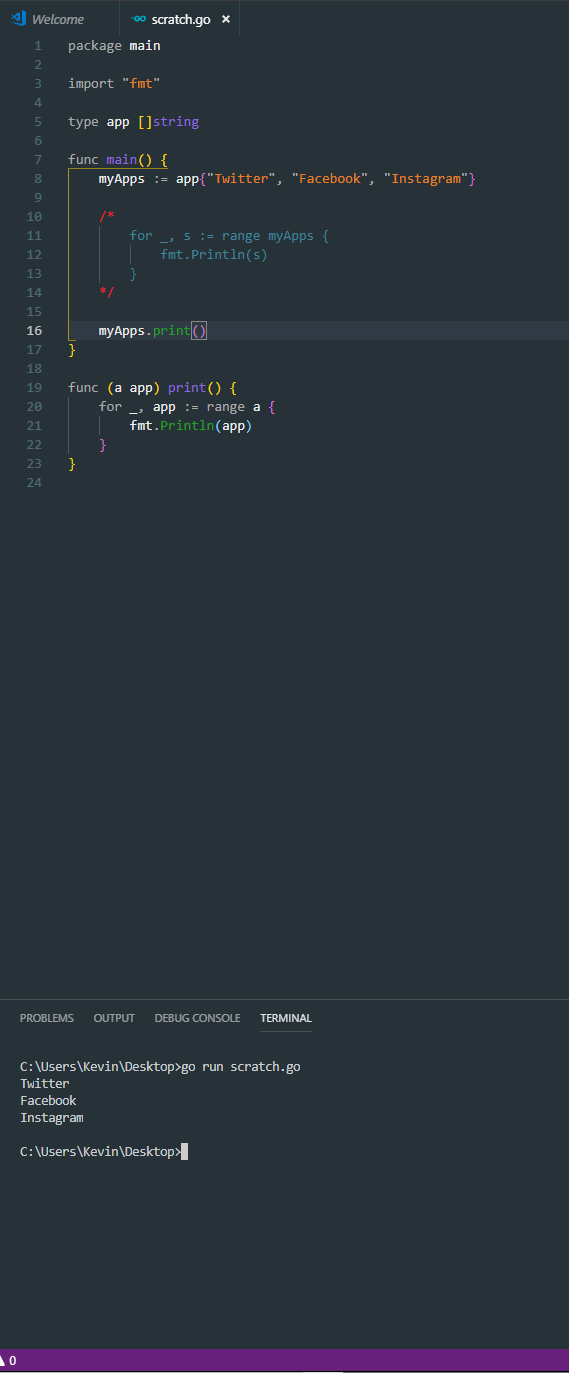 Welcome
GO scratch.go ×
1 package main
2
3 import "fmt"
4
5 type app []string
6
7 func main() {
8 myApps := app{"Twitter", "Facebook", "Instagram"}
9
10 /*
11 for _, s := range myApps {
12 fmt.Println(s)
13 }
14 */
15
16 myApps.print()
17 }
18
19 func (a app) print() {
20 for _, app := range a {
21 fmt.Println(app)
22 }
23 }
24
PROBLEMS OUTPUT DEBUG CONSOLE TERMINAL
C:\Users\Kevin\Desktop>go run scratch.go
Twitter
Facebook
Instagram
C:\Users\Kevin\Desktop>
0